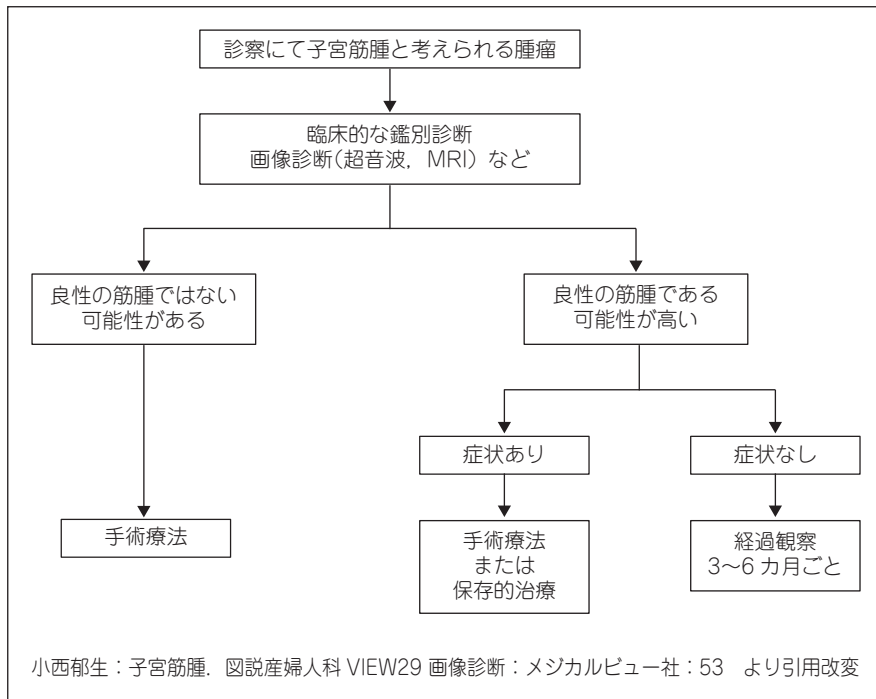 診察にて子宮筋腫と考えられる腫瘤
臨床的な鑑別診断
画像診断(超音波，MRI) など
良性の筋腫ではない
可能性がある
良性の筋腫である
可能性が高い
症状あり
症状なし
手術療法
手術療法
または
保存的治療
経過観察
3〜6 カ月ごと
小西郁生：子宮筋腫．図説産婦人科 VIEW29 画像診断：メジカルビュー社：53　より引用改変